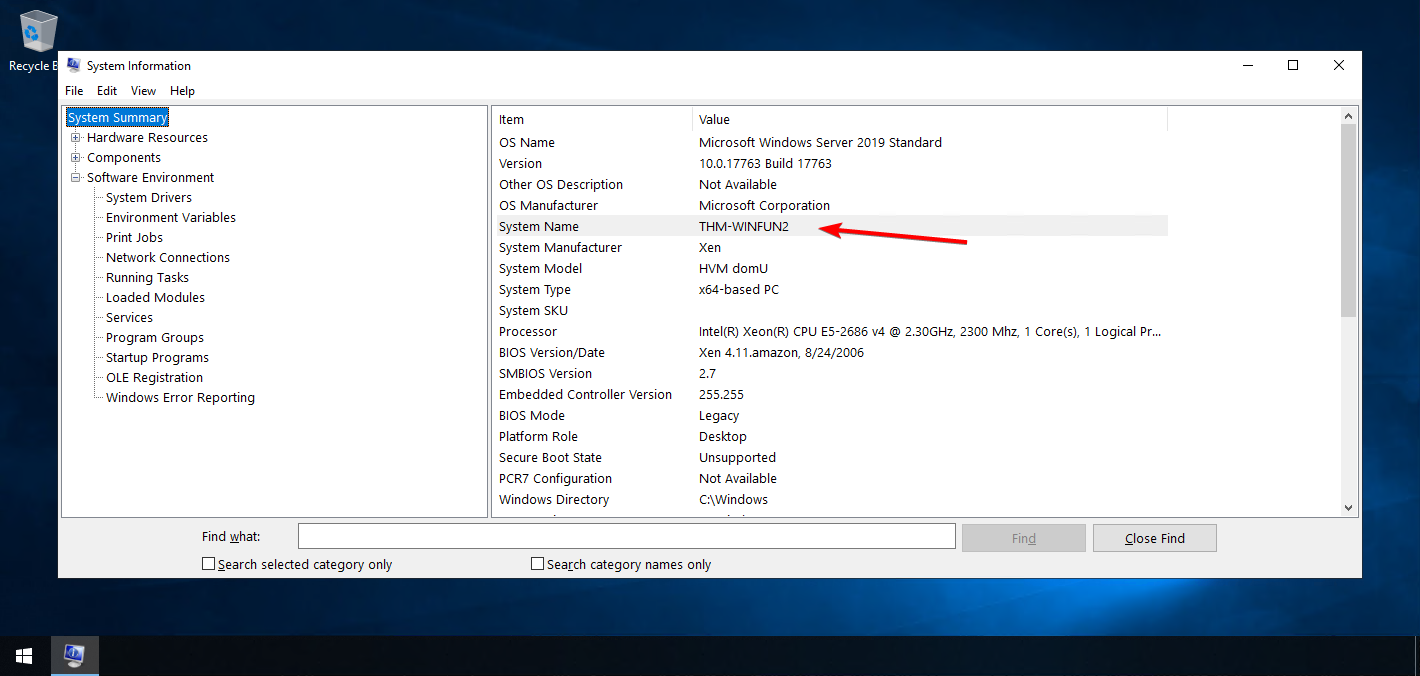 Recycle B
System Information
File Edit View Help
System Summary
Hardware Resources
Components
Software Environment
System Drivers
Environment Variables
Print Jobs
Network Connections
Running Tasks
Loaded Modules
Services
Program Groups
Startup Programs
OLE Registration
Windows Error Reporting
Item Value
OS Name Microsoft Windows Server 2019 Standard
Version 10.0.17763 Build 17763
Other OS Description Not Available
OS Manufacturer Microsoft Corporation
System Name THM-WINFUN2
System Manufacturer Xen
System Model HVM domU
System Type x64-based PC
System SKU
Processor Intel(R) Xeon(R) CPU E5-2686 v4 @ 2.30GHz, 2300 Mhz, 1 Core(s), 1 Logical Pr...
BIOS Version/Date Xen 4.11.amazon, 8/24/2006
SMBIOS Version 2.7
Embedded Controller Version 255.255
BIOS Mode Legacy
Platform Role Desktop
Secure Boot State Unsupported
PCR7 Configuration Not Available
Windows Directory C:\Windows
Find what: Find Close Find
Search selected category only Search category names only